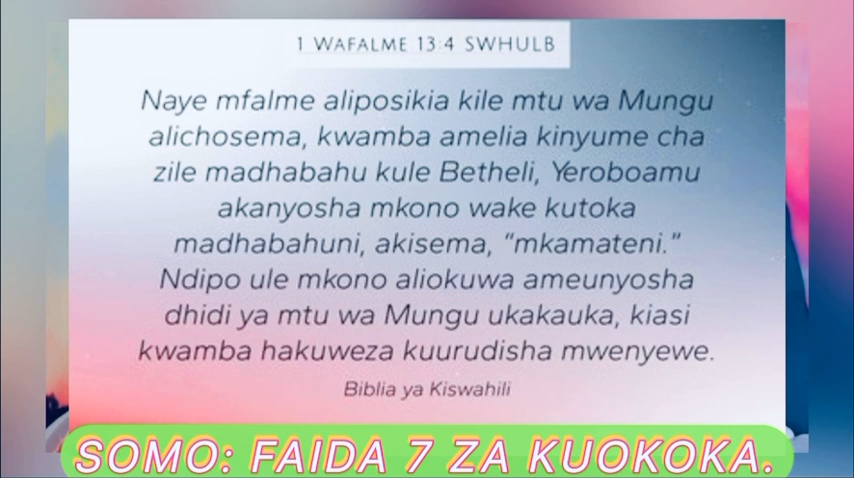 1 WAFALME 13:4 SWHULB
Naye mfalme aliposikia kile mtu wa Mungu
alichosema, kwamba amelia kinyume cha
zile madhabahu kule Betheli, Yeroboamu
akanyosha mkono wake kutoka
madhabahuni, akisema, “mkamateni.”
Ndipo ule mkono aliokuwa ameunyosha
dhidi ya mtu wa Mungu ukakauka, kiasi
kwamba hakuweza kuurudisha mwenyewe.
Biblia ya Kiswahili
SOMO: FAIDA 7 ZA KUOKOKA.